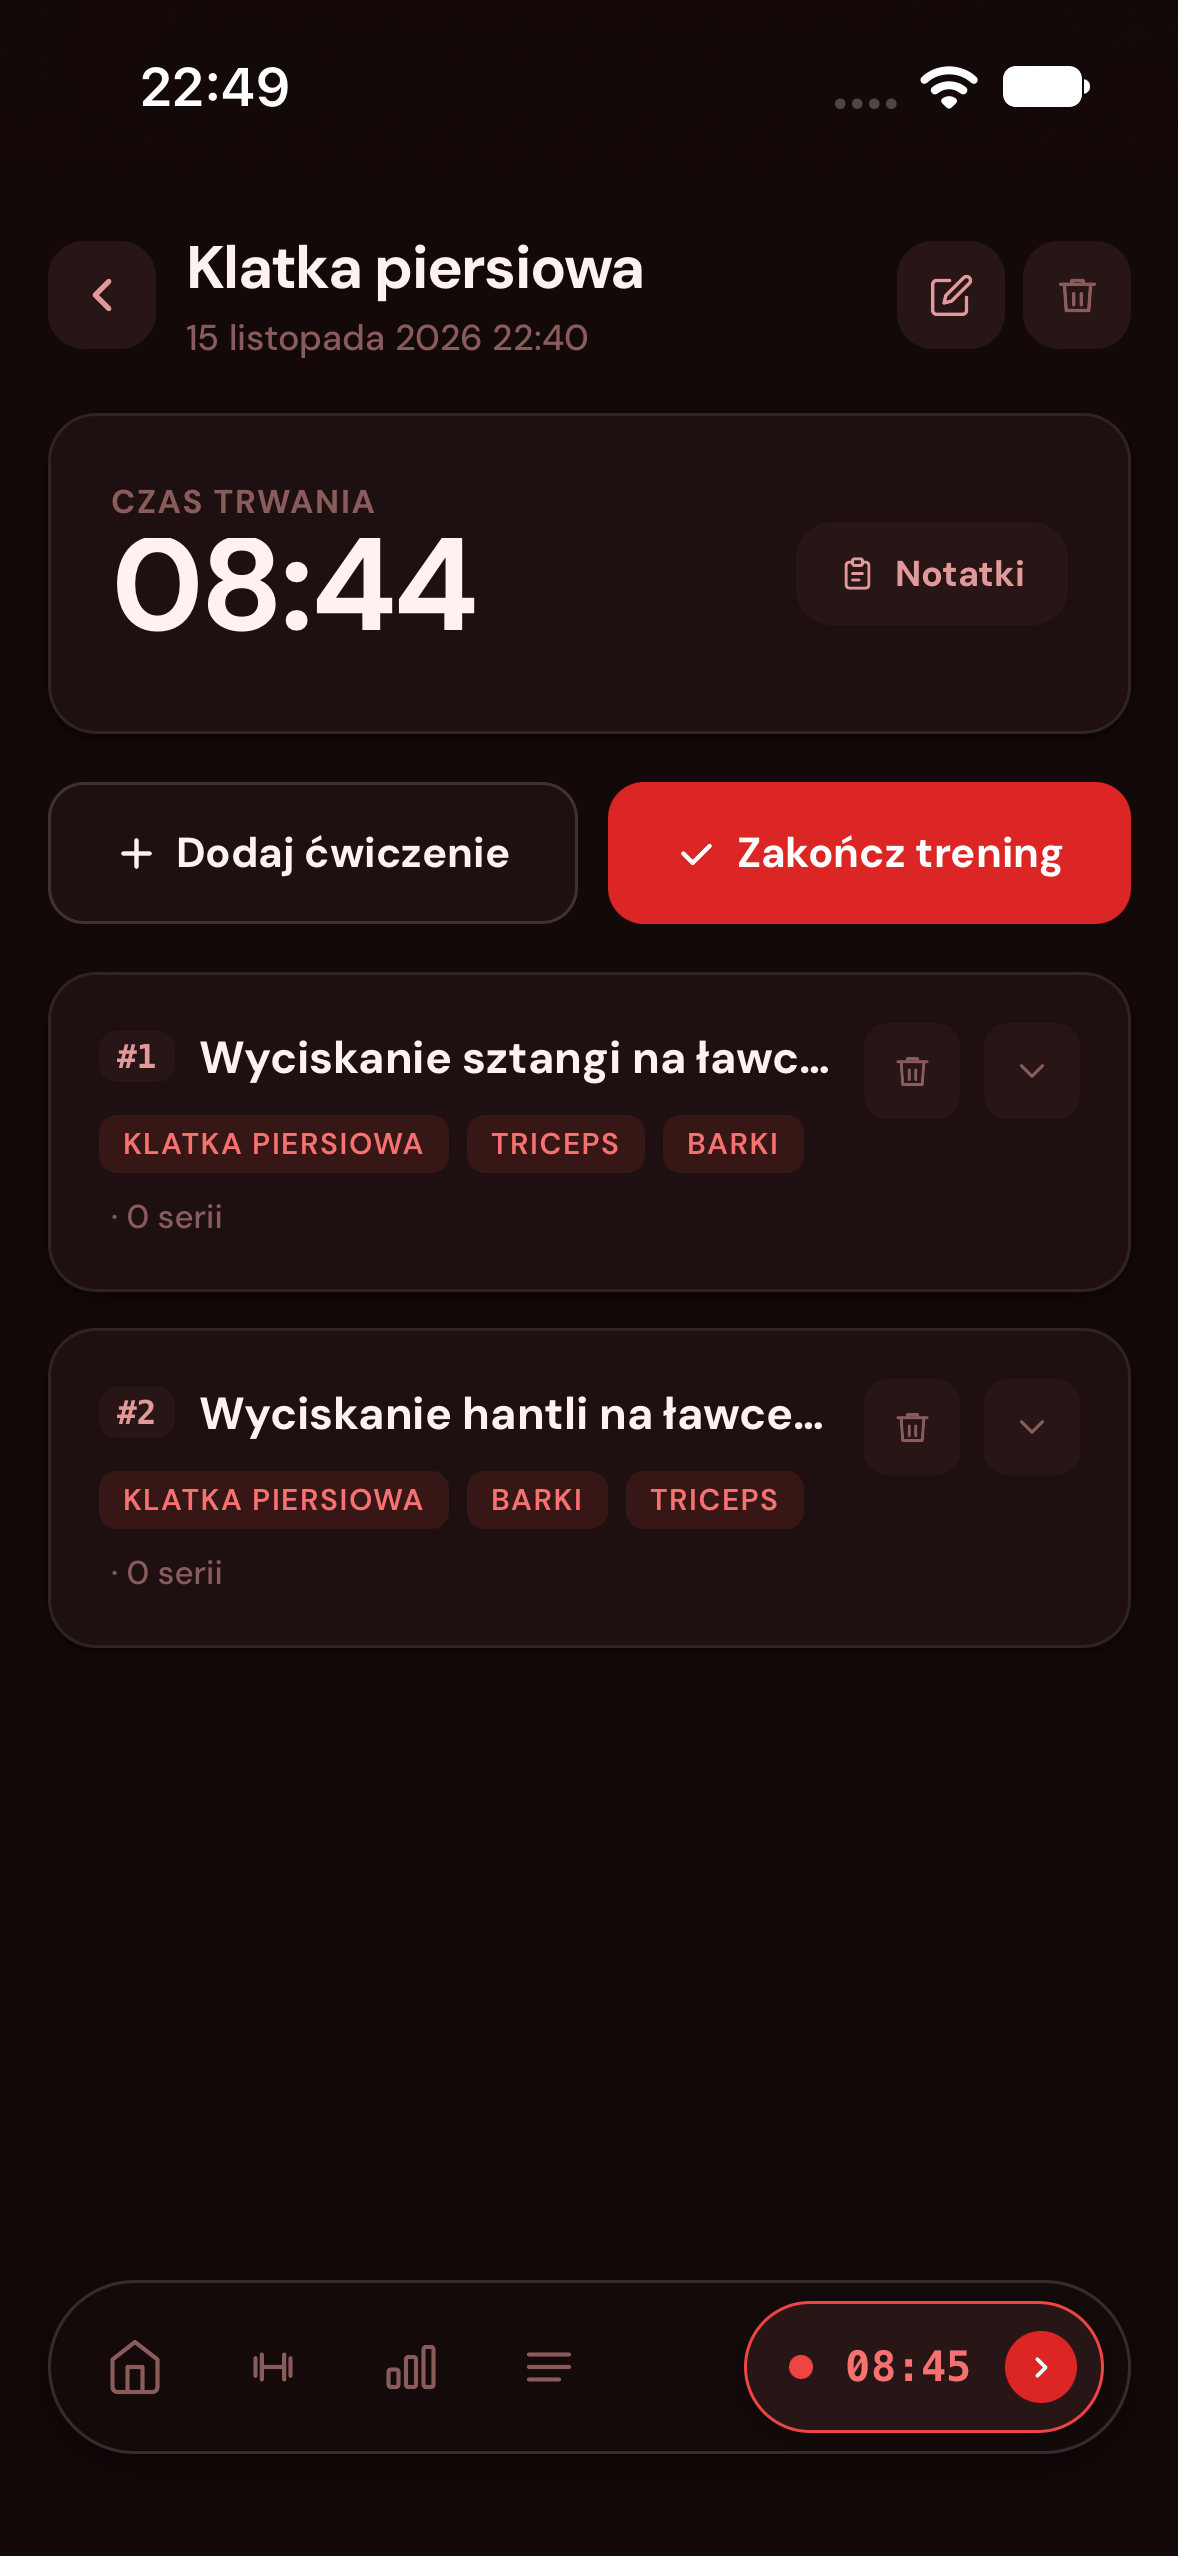 22:49
Klatka piersiowa
15 listopada 2026 22:40
CZAS TRWANIA
08:44
Notatki
Dodaj ćwiczenie
Zakończ trening
#1 Wyciskanie sztangi na ławc...
KLATKA PIERSIOWA TRICEPS BARKI
· 0 serii
#2 Wyciskanie hantli na ławce...
KLATKA PIERSIOWA BARKI TRICEPS
· 0 serii
08:45